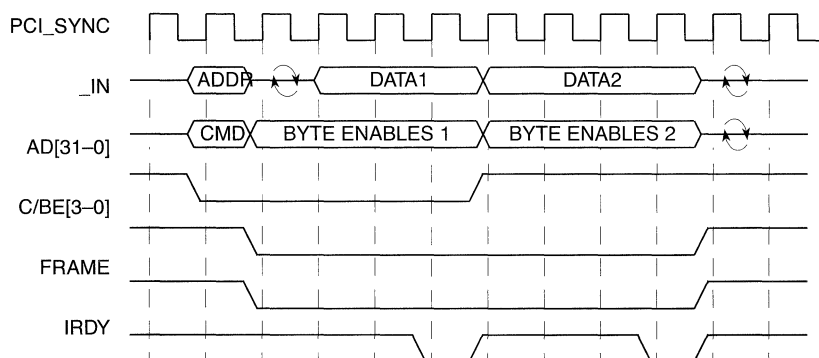 PCI_SYNC
_IN
ADDR DATA1 DATA2
AD[31–0]
CMD BYTE ENABLES 1 BYTE ENABLES 2
C/BE[3–0]
FRAME
IRDY